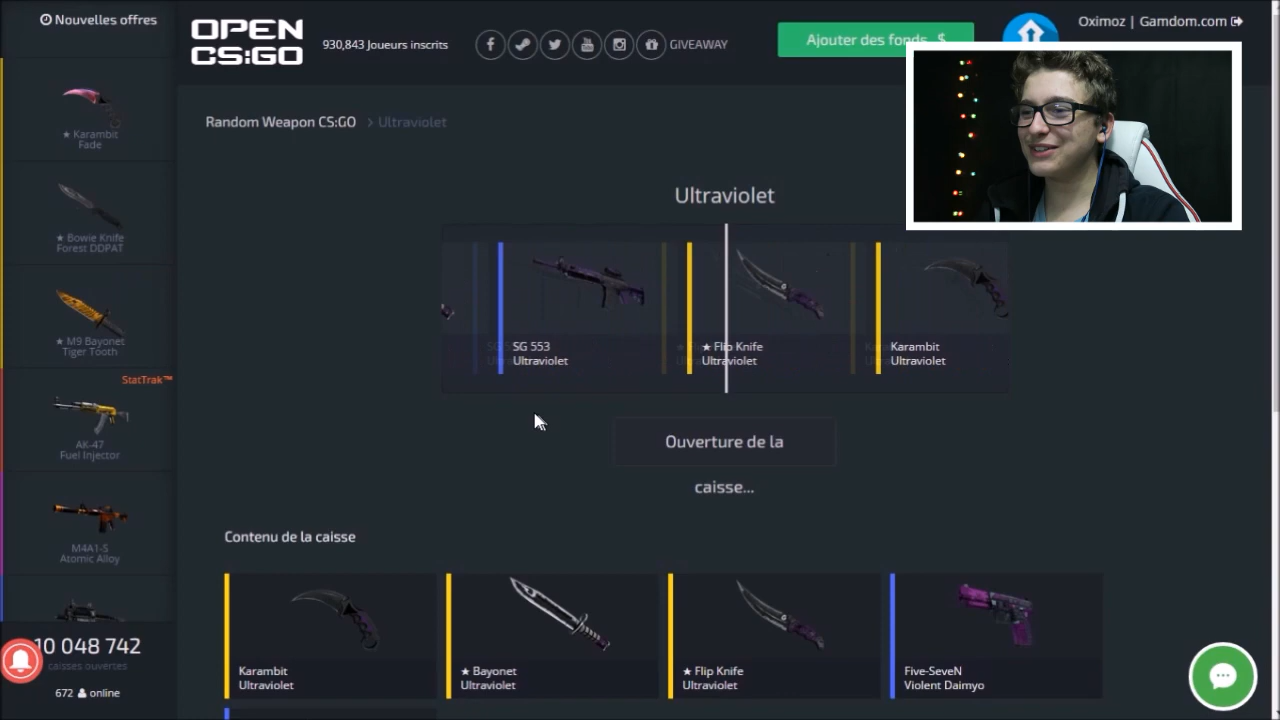 Nouvelles offres
★ Karambit
Fade
★ Bowie Knife
Forest DDPAT
★ M9 Bayonet
Tiger Tooth
StatTrak™
AK-47
Fuel Injector
M4A1-S
Atomic Alloy
10 048 742
caisses ouvertes
672 online
OPEN
CS:GO
930,843 Joueurs inscrits
GIVEAWAY
Ajouter des fonds $
Oximoz | Gamdom.com
Random Weapon CS:GO > Ultraviolet
Ultraviolet
SG 553
Ultraviolet
★ Flip Knife
Ultraviolet
Karambit
Ultraviolet
Ouverture de la
caisse...
Contenu de la caisse
Karambit
Ultraviolet
★ Bayonet
Ultraviolet
★ Flip Knife
Ultraviolet
Five-SeveN
Violent Daimyo